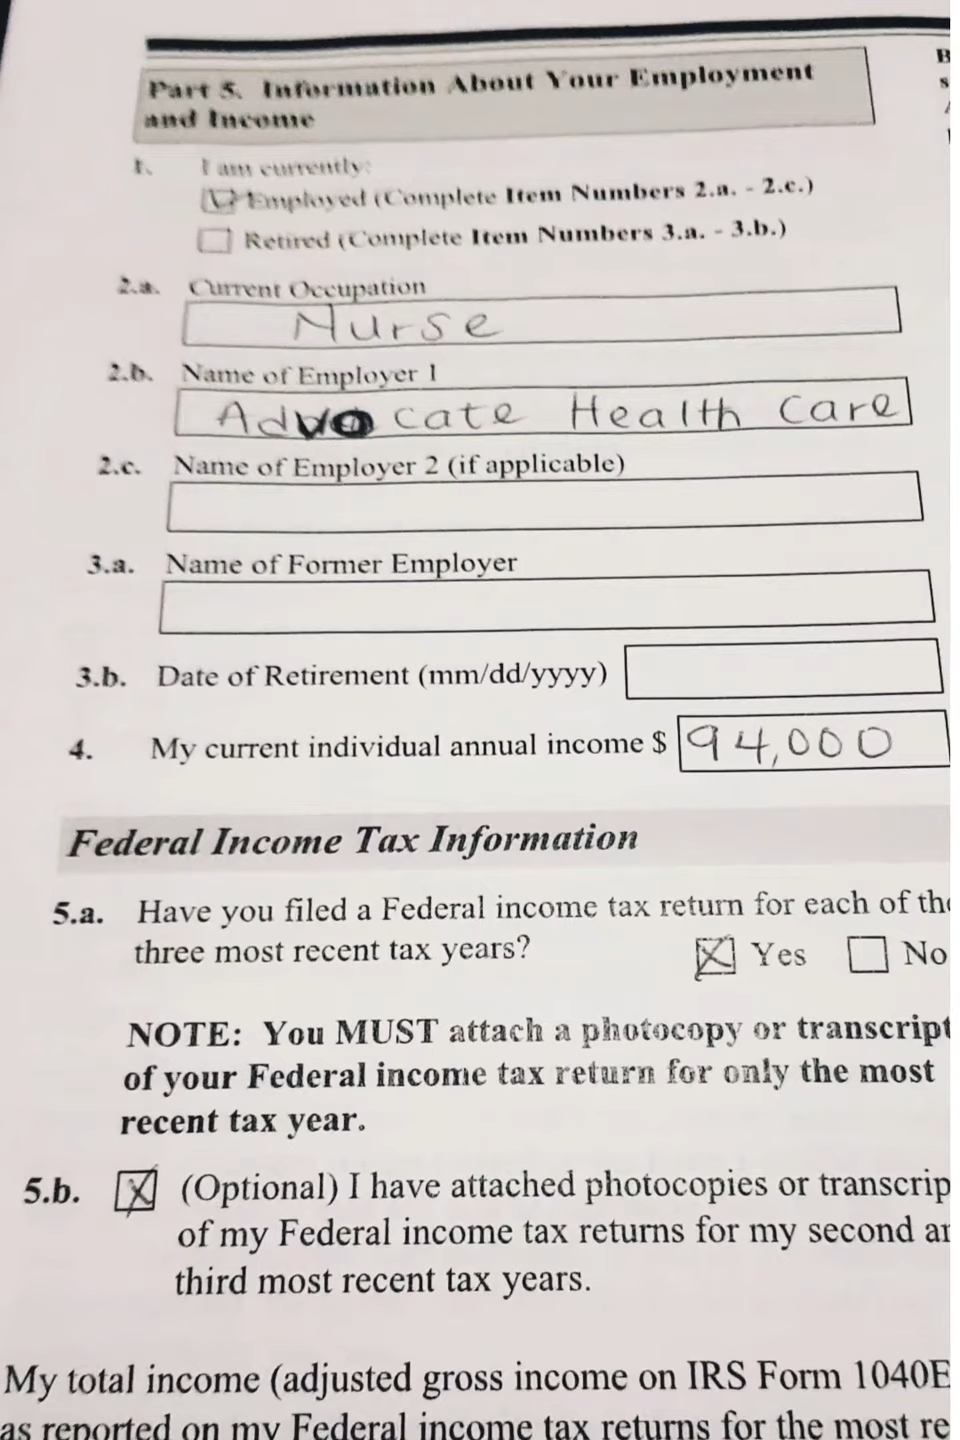 Part 5. Information About Your Employment
and Income
1. I am currently:
Employed (Complete Item Numbers 2.a. - 2.c.)
Retired (Complete Item Numbers 3.a. - 3.b.)
2.a. Current Occupation
Nurse
2.b. Name of Employer 1
Advocate Health Care
2.c. Name of Employer 2 (if applicable)
3.a. Name of Former Employer
3.b. Date of Retirement (mm/dd/yyyy)
4. My current individual annual income $ 94,000
Federal Income Tax Information
5.a. Have you filed a Federal income tax return for each of the
three most recent tax years? Yes No
NOTE: You MUST attach a photocopy or transcript
of your Federal income tax return for only the most
recent tax year.
5.b. (Optional) I have attached photocopies or transcrip
of my Federal income tax returns for my second an
third most recent tax years.
My total income (adjusted gross income on IRS Form 1040E
as reported on my Federal income tax returns for the most re